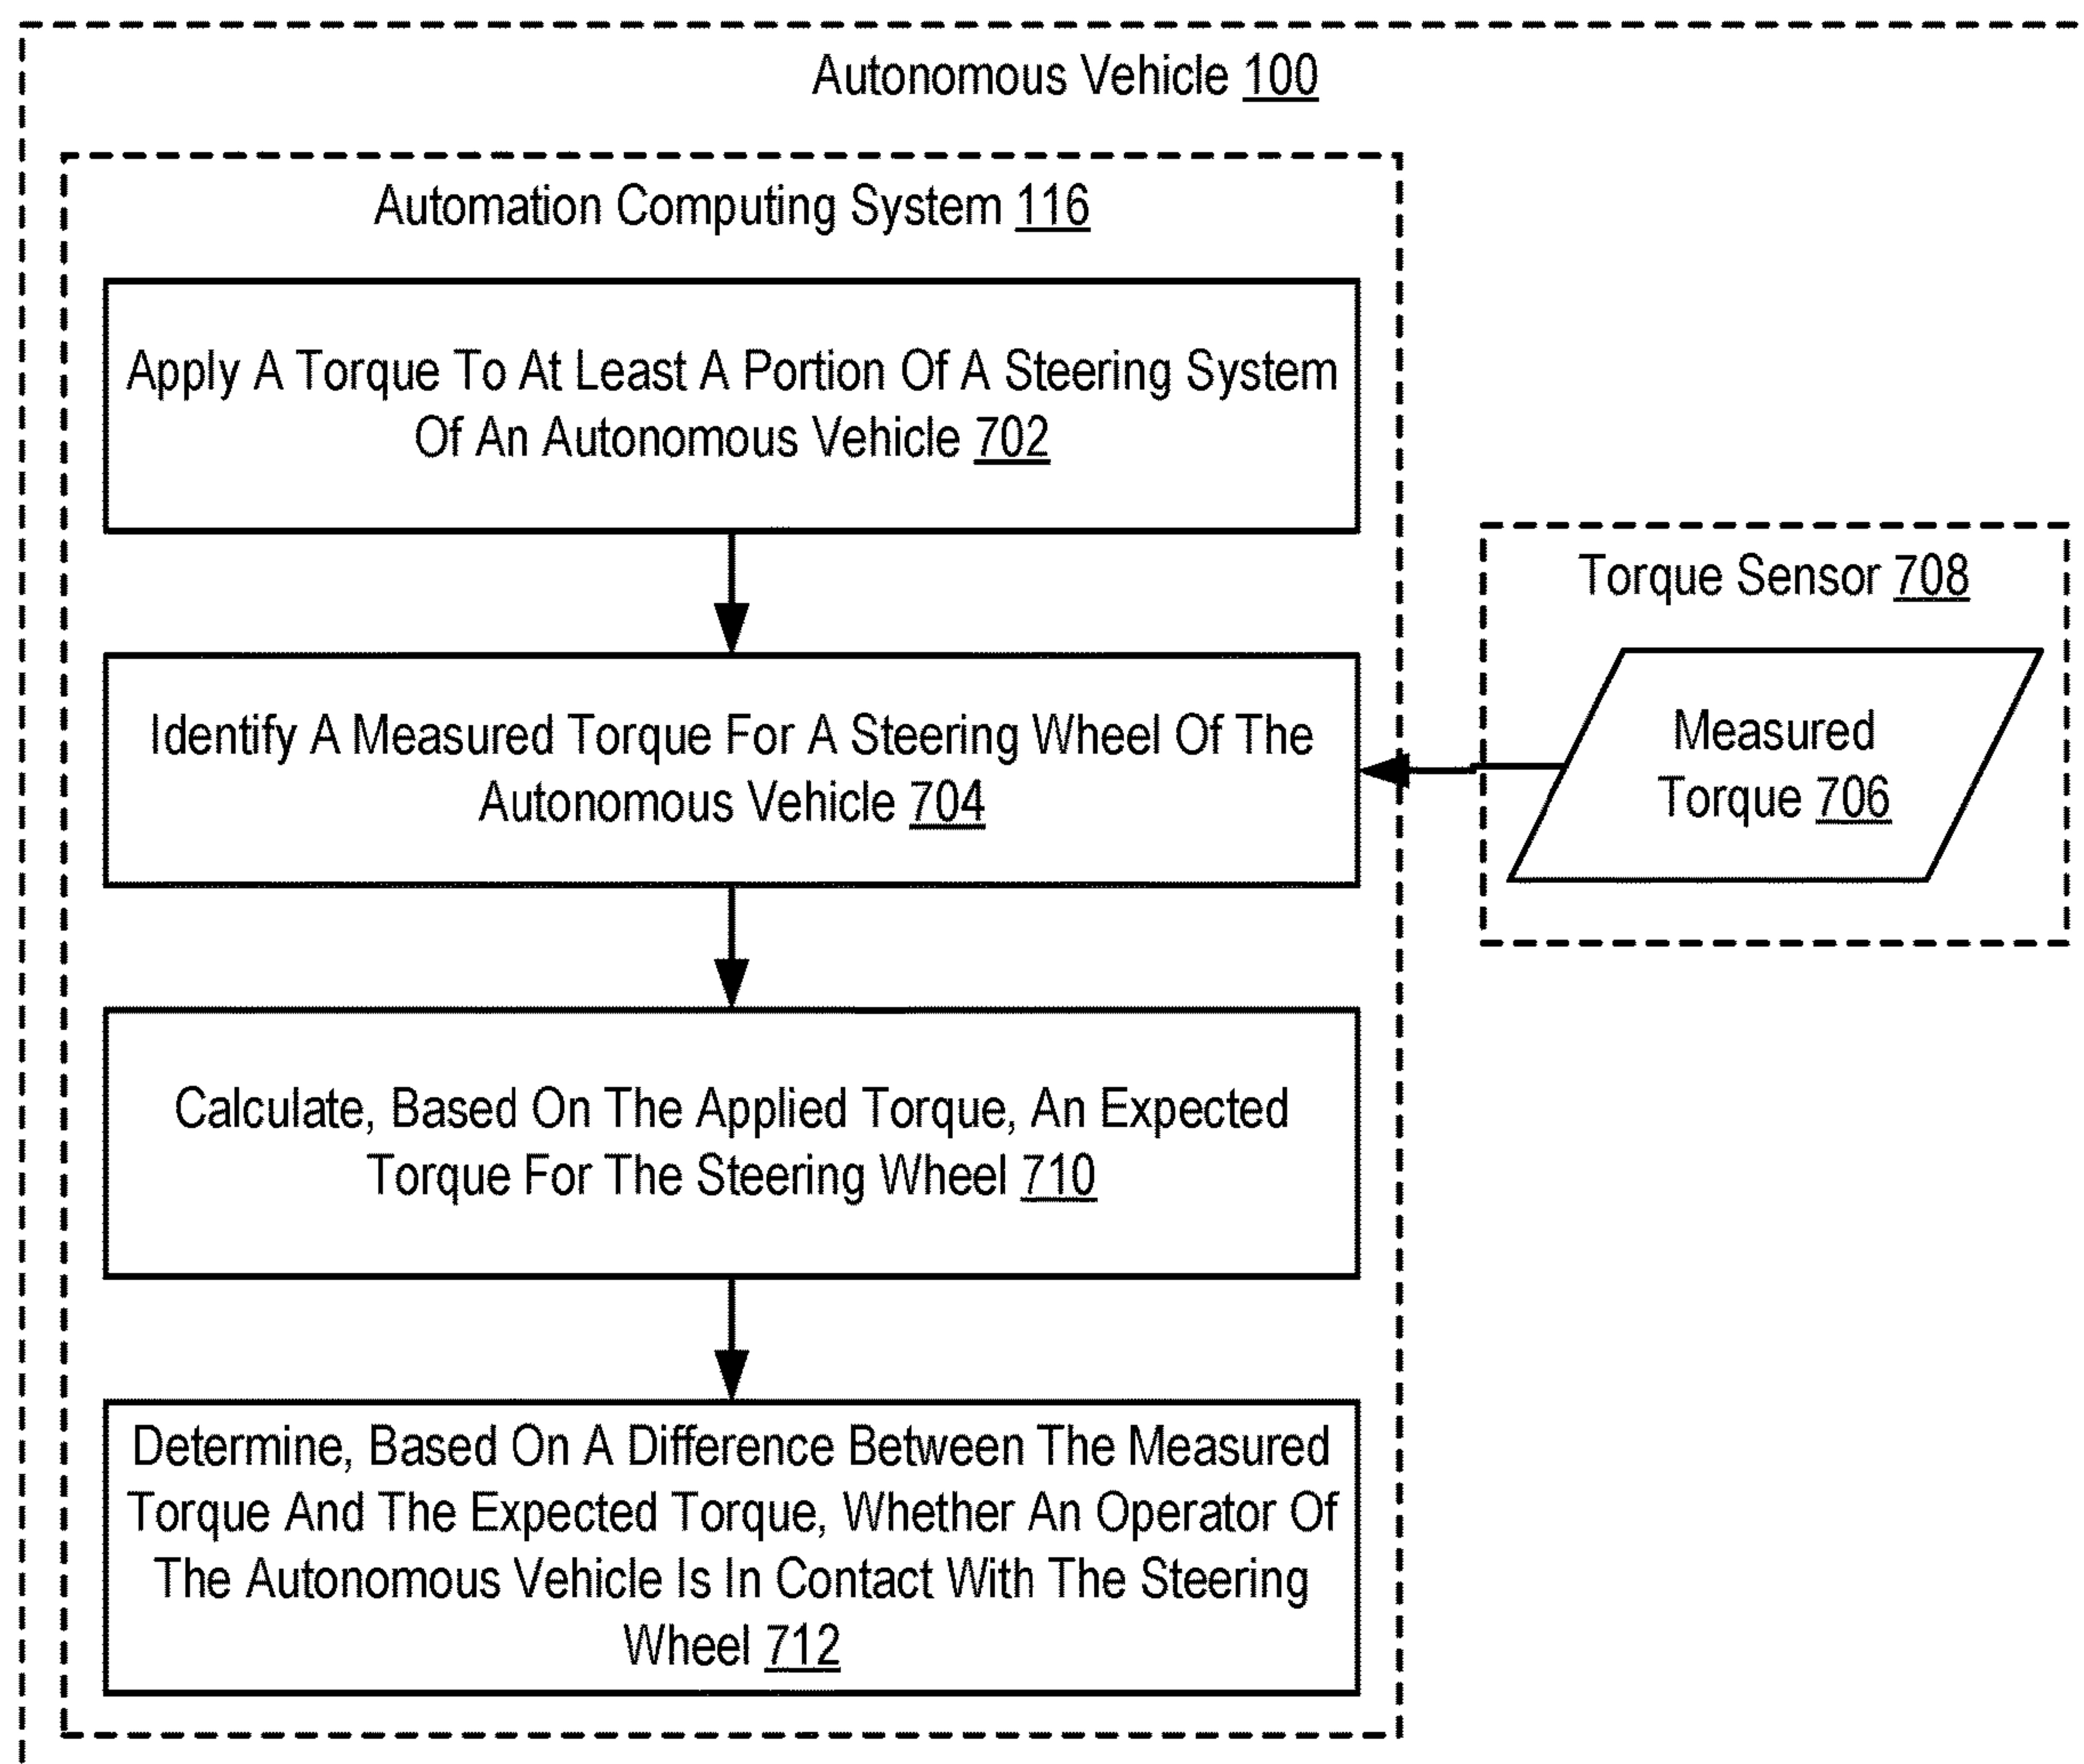 Autonomous Vehicle 100
Automation Computing System 116
Apply A Torque To At Least A Portion Of A Steering System
Of An Autonomous Vehicle 702
Torque Sensor 708
Identify A Measured Torque For A Steering Wheel Of The
Autonomous Vehicle 704
Measured
Torque 706
Calculate, Based On The Applied Torque, An Expected
Torque For The Steering Wheel 710
Determine, Based On A Difference Between The Measured
Torque And The Expected Torque, Whether An Operator Of
The Autonomous Vehicle Is In Contact With The Steering
Wheel 712